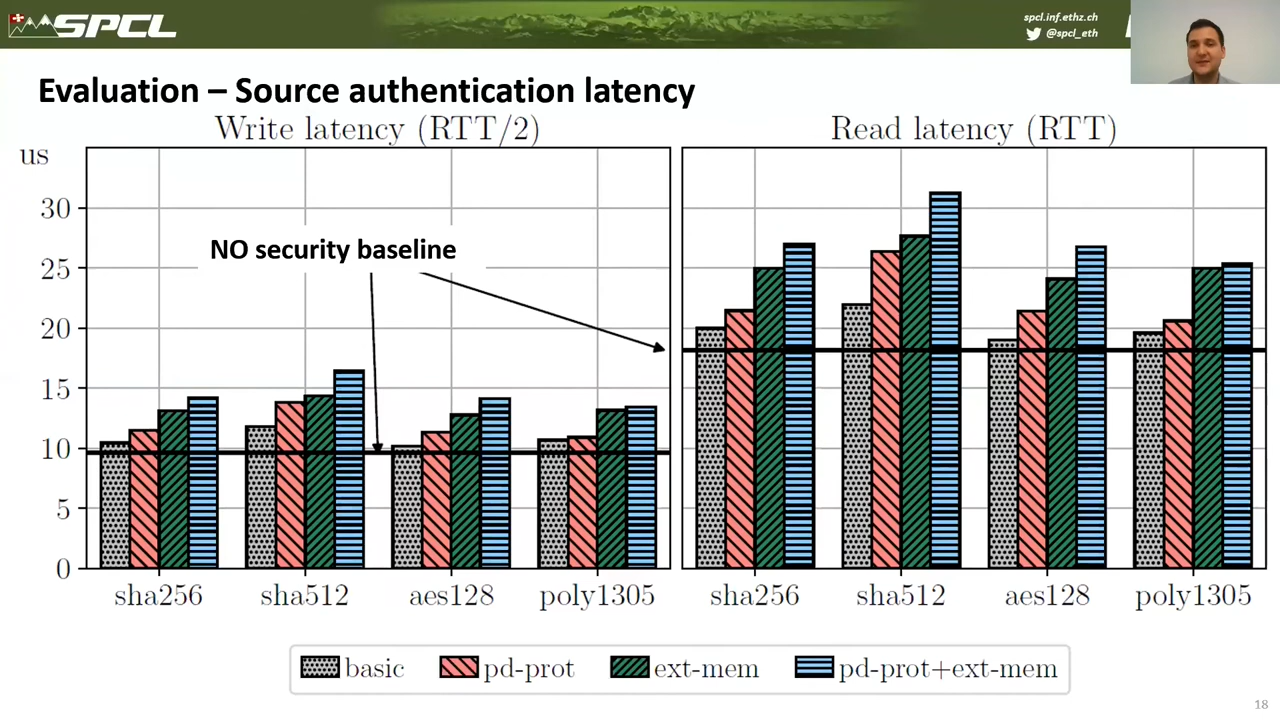 SPCL
spcl.inf.ethz.ch
@spcl_eth
Evaluation – Source authentication latency
Write latency (RTT/2)
Read latency (RTT)
us
30
25
20
15
10
5
0
NO security baseline
sha256
sha512
aes128
poly1305
sha256
sha512
aes128
poly1305
basic
pd-prot
ext-mem
pd-prot+ext-mem
18